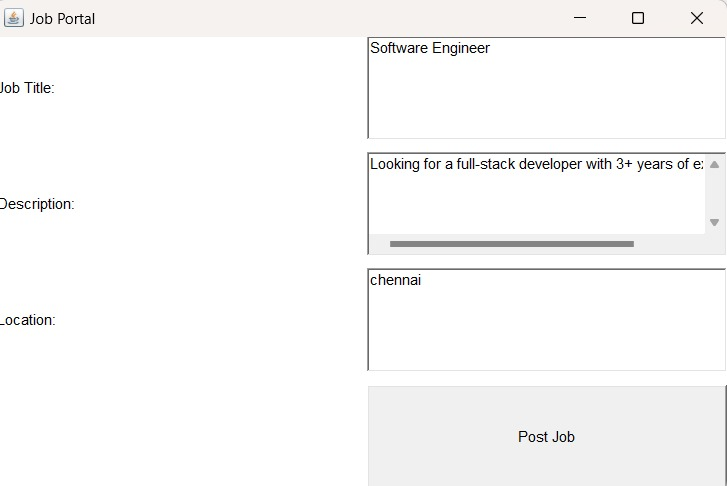 Job Portal
Job Title:
Software Engineer
Description:
Looking for a full-stack developer with 3+ years of
Location:
chennai
Post Job